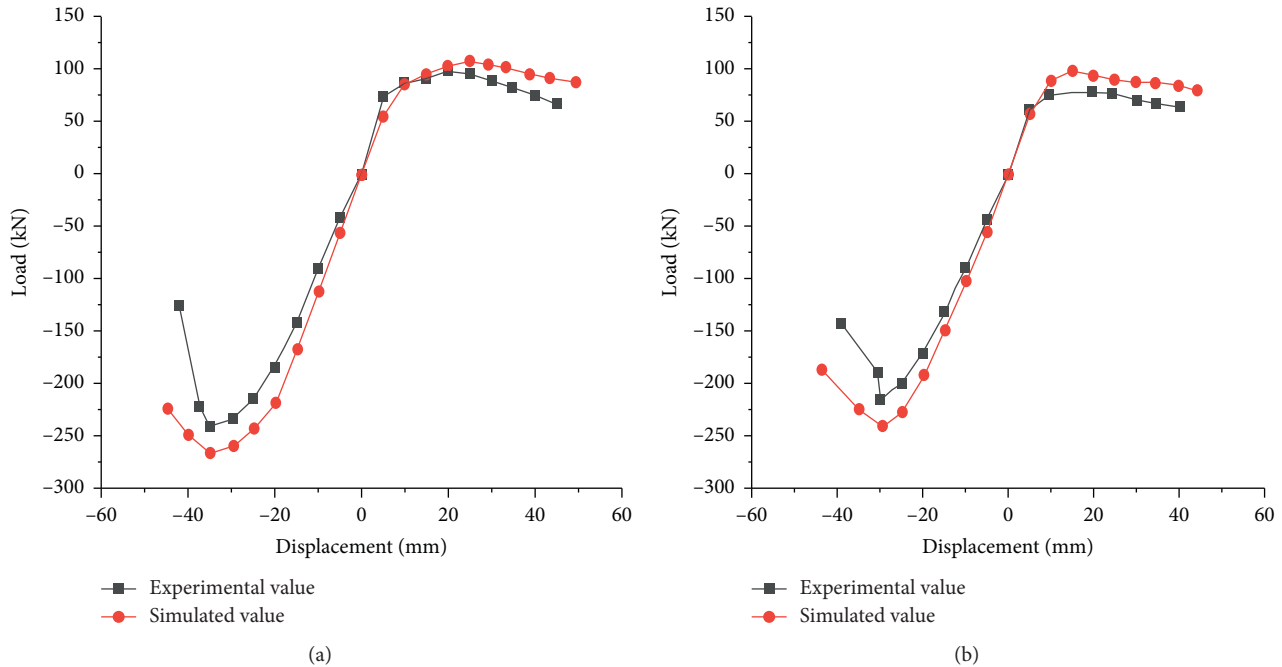 150
100
50
0
–50
–100
–150
–200
–250
–300
Load (kN)
–60 –40 –20 0 20 40 60
Displacement (mm)
Experimental value
Simulated value
(a)
150
100
50
0
–50
–100
–150
–200
–250
–300
Load (kN)
–60 –40 –20 0 20 40 60
Displacement (mm)
Experimental value
Simulated value
(b)